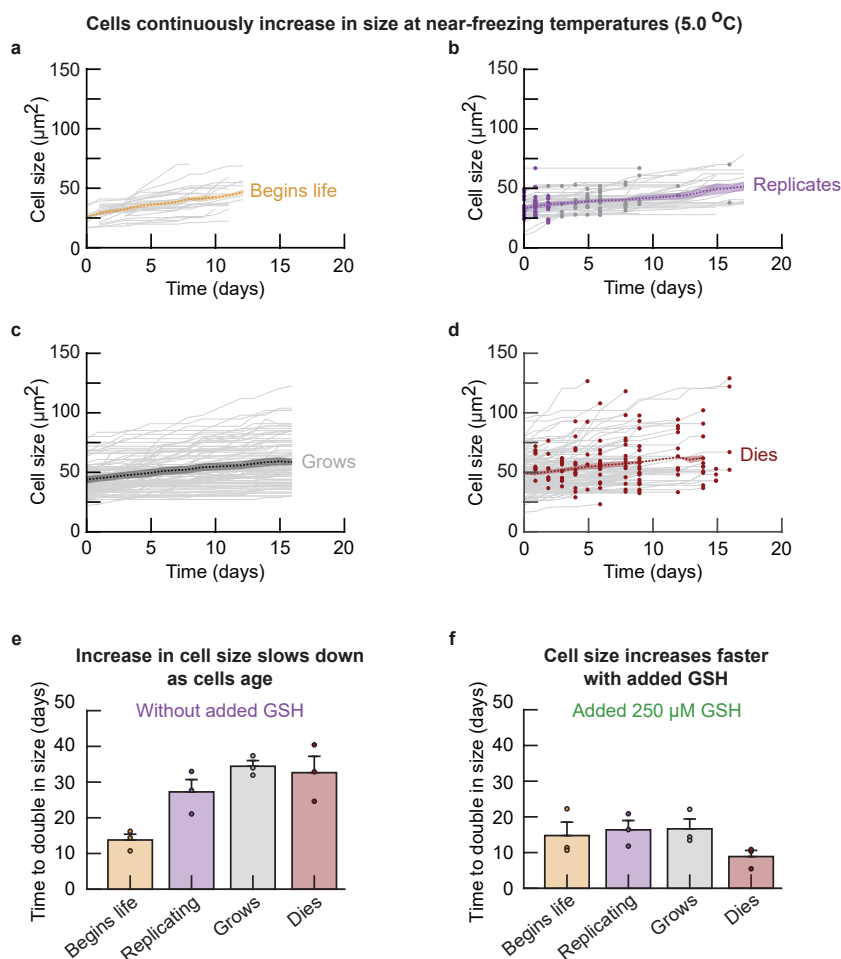 Cells continuously increase in size at near-freezing temperatures (5.0 ºC)
a
150
100
50
0
Cell size (μm²)
Begins life
0 5 10 15 20
Time (days)
b
150
100
50
0
Cell size (μm²)
Replicates
0 5 10 15 20
Time (days)
c
150
100
50
0
Cell size (μm²)
Grows
0 5 10 15 20
Time (days)
d
150
100
50
0
Cell size (μm²)
Dies
0 5 10 15 20
Time (days)
e
Increase in cell size slows down
as cells age
Without added GSH
50
40
30
20
10
0
Time to double in size (days)
Begins life
Replicating
Grows
Dies
f
Cell size increases faster
with added GSH
Added 250 μM GSH
50
40
30
20
10
0
Time to double in size (days)
Begins life
Replicating
Grows
Dies